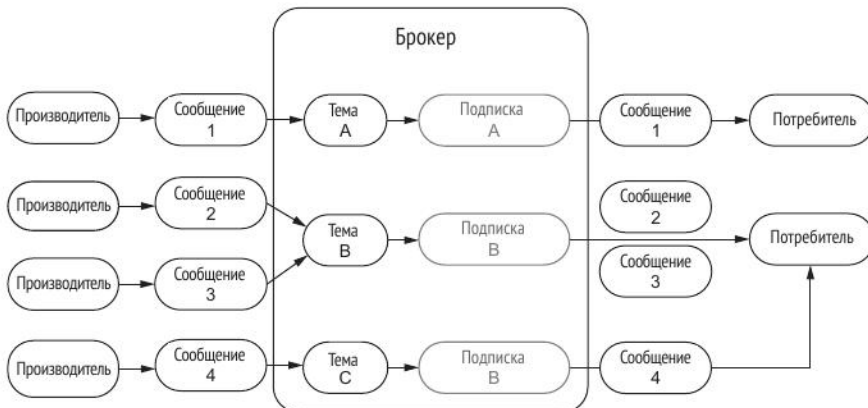 Брокер
Производитель
Сообщение
1
Тема
A
Подписка
A
Сообщение
1
Потребитель
Производитель
Сообщение
2
Производитель
Сообщение
3
Тема
B
Подписка
B
Сообщение
2
Сообщение
3
Потребитель
Производитель
Сообщение
4
Тема
C
Подписка
B
Сообщение
4